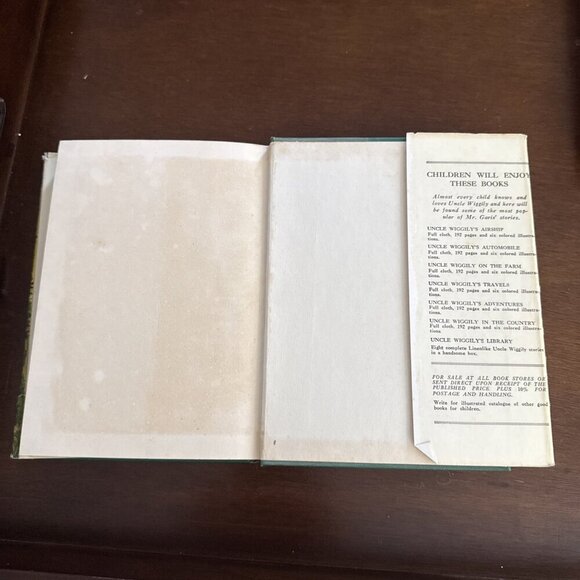 CHILDREN WILL ENJOY
THESE BOOKS
Almost every child knows and
loves Uncle Wiggily and here will
be found some of the most pop-
ular of Mr. Garis' stories.
UNCLE WIGGILY'S AIRSHIP
Full cloth, 192 pages and six colored illustra-
tions.
UNCLE WIGGILY'S AUTOMOBILE
Full cloth, 192 pages and six colored illustra-
tions.
UNCLE WIGGILY ON THE FARM
Full cloth, 192 pages and six colored illustra-
tions.
UNCLE WIGGILY'S TRAVELS
Full cloth, 192 pages and six colored illustra-
tions.
UNCLE WIGGILY'S ADVENTURES
Full cloth, 192 pages and six colored illustra-
tions.
UNCLE WIGGILY IN THE COUNTRY
Full cloth, 192 pages and six colored illustra-
tions.
UNCLE WIGGILY'S LIBRARY
Eight complete Linenlike Uncle Wiggily stories
in a handsome box.
FOR SALE AT ALL BOOK STORES OR
SENT DIRECT UPON RECEIPT OF THE
PUBLISHED PRICE PLUS 10% FOR
POSTAGE AND HANDLING.
Write for illustrated catalogue of other good
books for children.